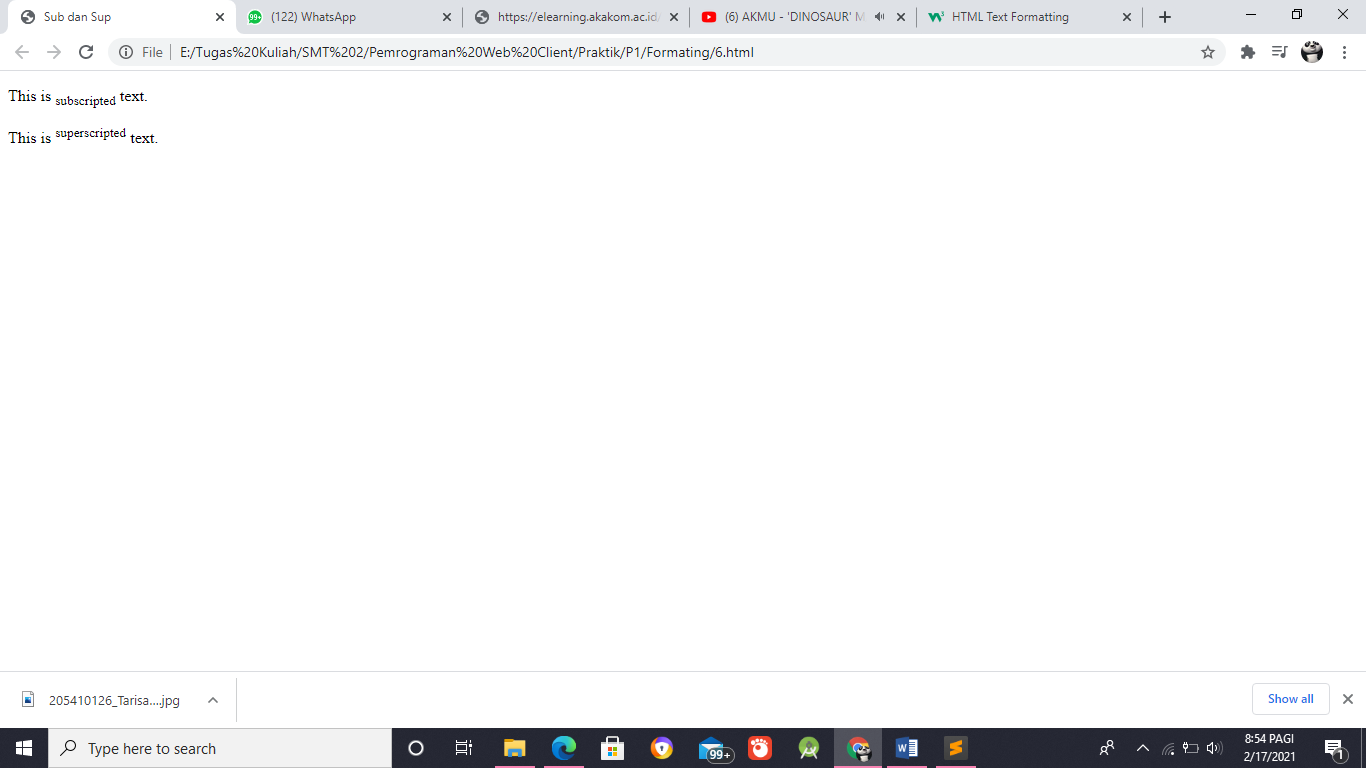 Sub dan Sup
(122) WhatsApp
https://elearning.akakom.ac.id/
(6) AKMU - 'DINOSAUR' M
HTML Text Formatting
File
E:/Tugas%20Kuliah/SMT%202/Pemrograman%20Web%20Client/Praktik/P1/Formating/6.html
This is subscripted text.
This is superscripted text.
205410126_Tarisa....jpg
Show all
Type here to search
99+
8:54 PAGI
2/17/2021
1